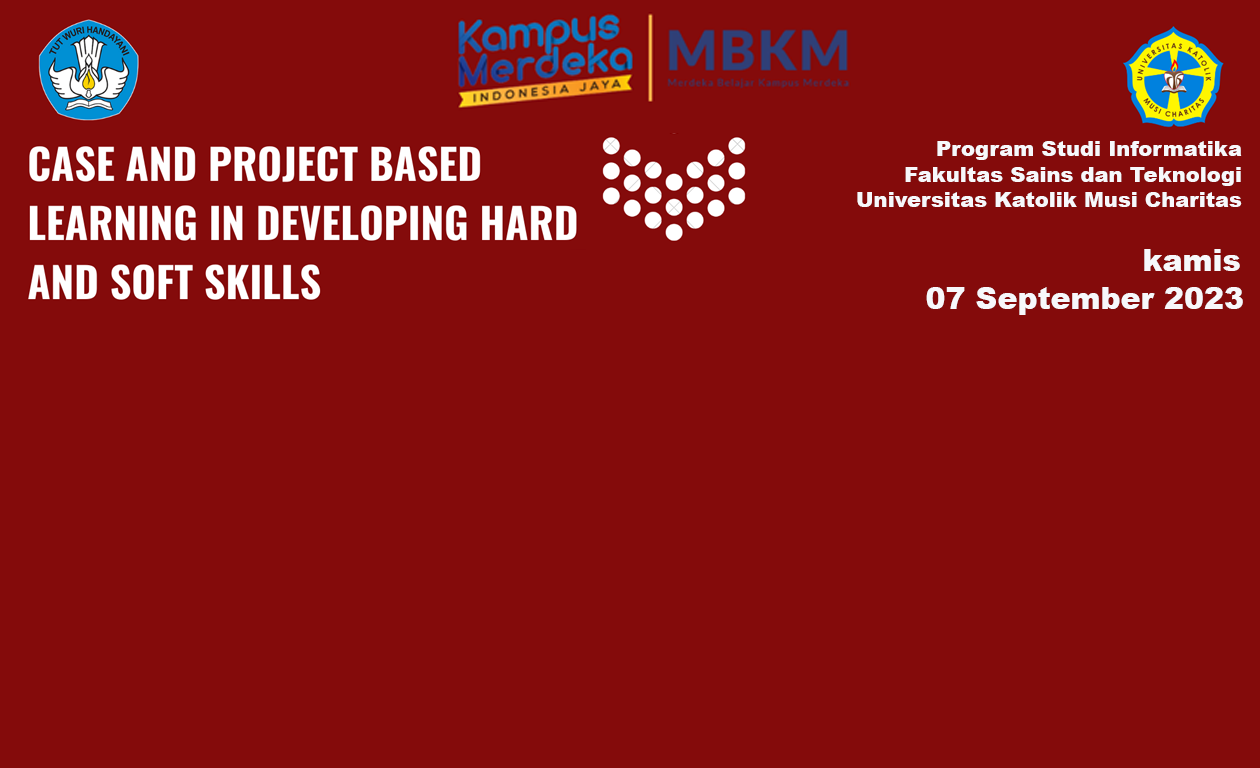 TUT WURI HANDAYANI
Kampus
Merdeka
INDONESIA JAYA
MBKM
Merdeka Belajar Kampus Merdeka
UNIVERSITAS KATOLIK
MUSI CHARITAS
CASE AND PROJECT BASED
LEARNING IN DEVELOPING HARD
AND SOFT SKILLS
Program Studi Informatika
Fakultas Sains dan Teknologi
Universitas Katolik Musi Charitas
kamis
07 September 2023